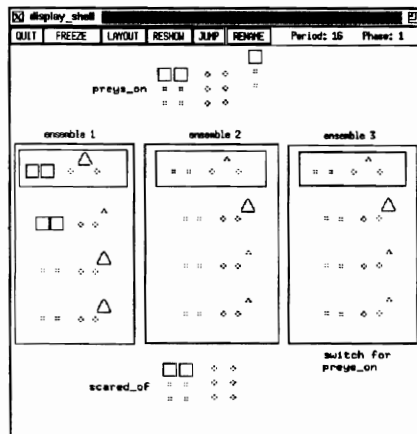 display_shell
QUIT FREEZE LAYOUT RESHOW JUMP RENAME Period: 16 Phase: 1
preys_on
ensemble 1 ensemble 2 ensemble 3
switch for
preys_on
scared_of